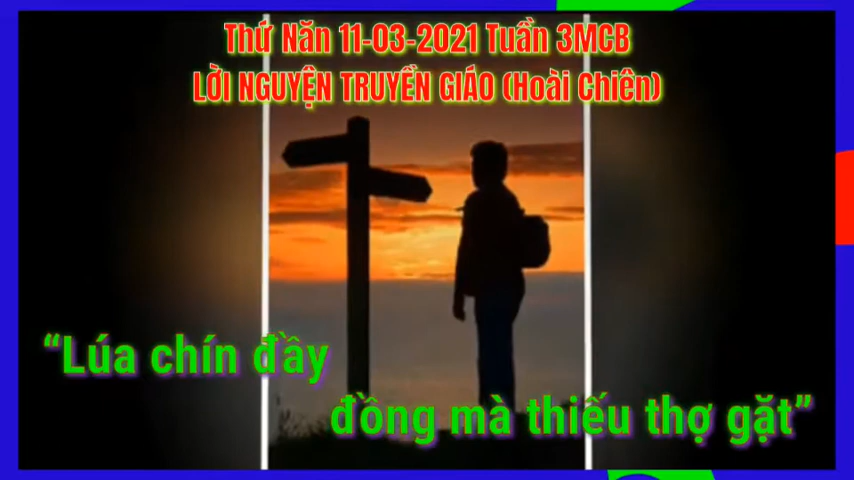 Thứ Năn 11-03-2021 Tuần 3MCB
LỜI NGUYỆN TRUYỀN GIÁO (Hoài Chiên)
“Lúa chín đầy
đồng mà thiếu thợ gặt”